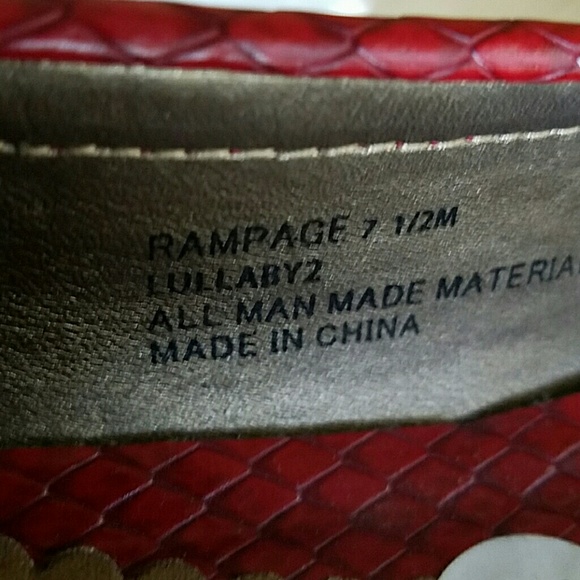 RAMPAGE 7 1/2M
LULLABY2
ALL MAN MADE MATERIA
MADE IN CHINA